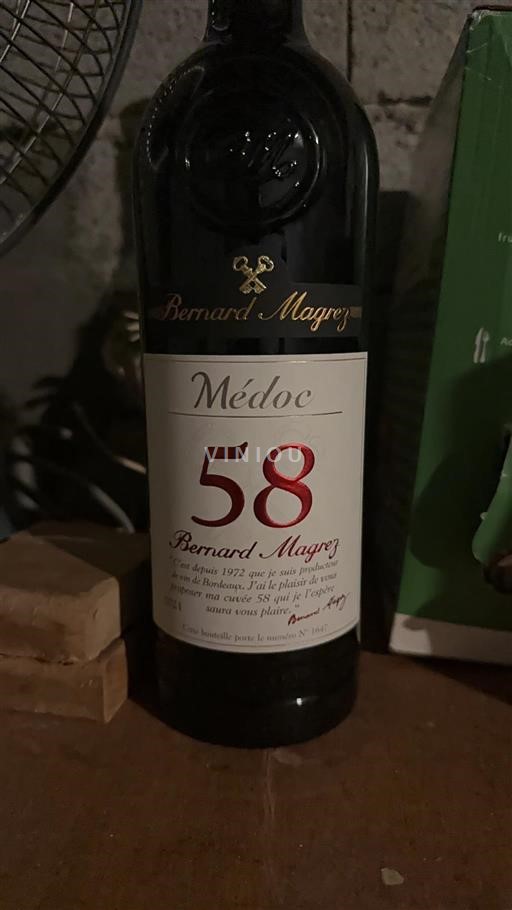 Bernard Magrez
Médoc
VINIOU
58
Bernard Magrez
"C'est depuis 1972 que je suis producteur
de vin de Bordeaux. J'ai le plaisir de vous
proposer ma cuvée 58 qui je l'espère
saura vous plaire."
Bernard Magrez
Cette bouteille porte le numéro N° 1647